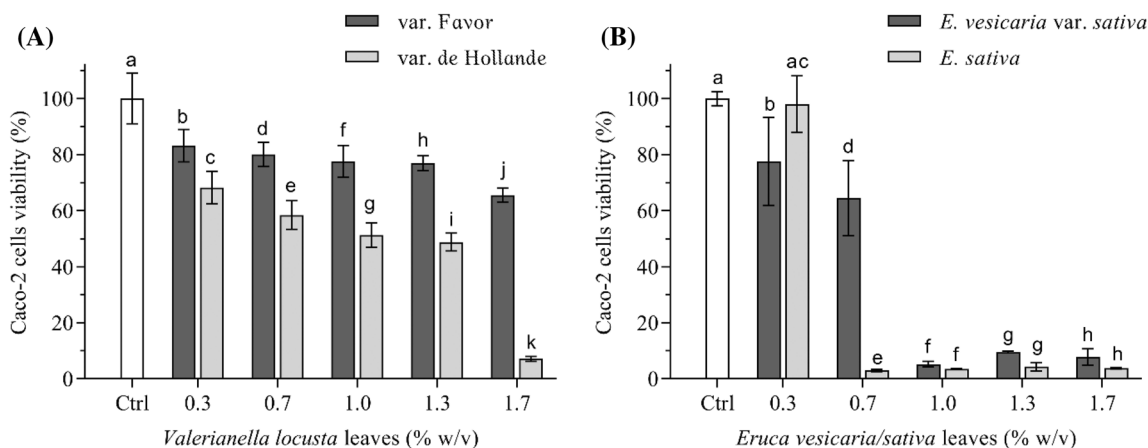 (A)
var. Favor
var. de Hollande
Caco-2 cells viability (%)
100
80
60
40
20
0
a
b
c
d
e
f
g
h
i
j
k
Ctrl 0.3 0.7 1.0 1.3 1.7
Valerianella locusta leaves (% w/v)
(B)
E. vesicaria var. sativa
E. sativa
Caco-2 cells viability (%)
100
80
60
40
20
0
a
b
ac
d
e
f
f
g
g
h
h
Ctrl 0.3 0.7 1.0 1.3 1.7
Eruca vesicaria/sativa leaves (% w/v)